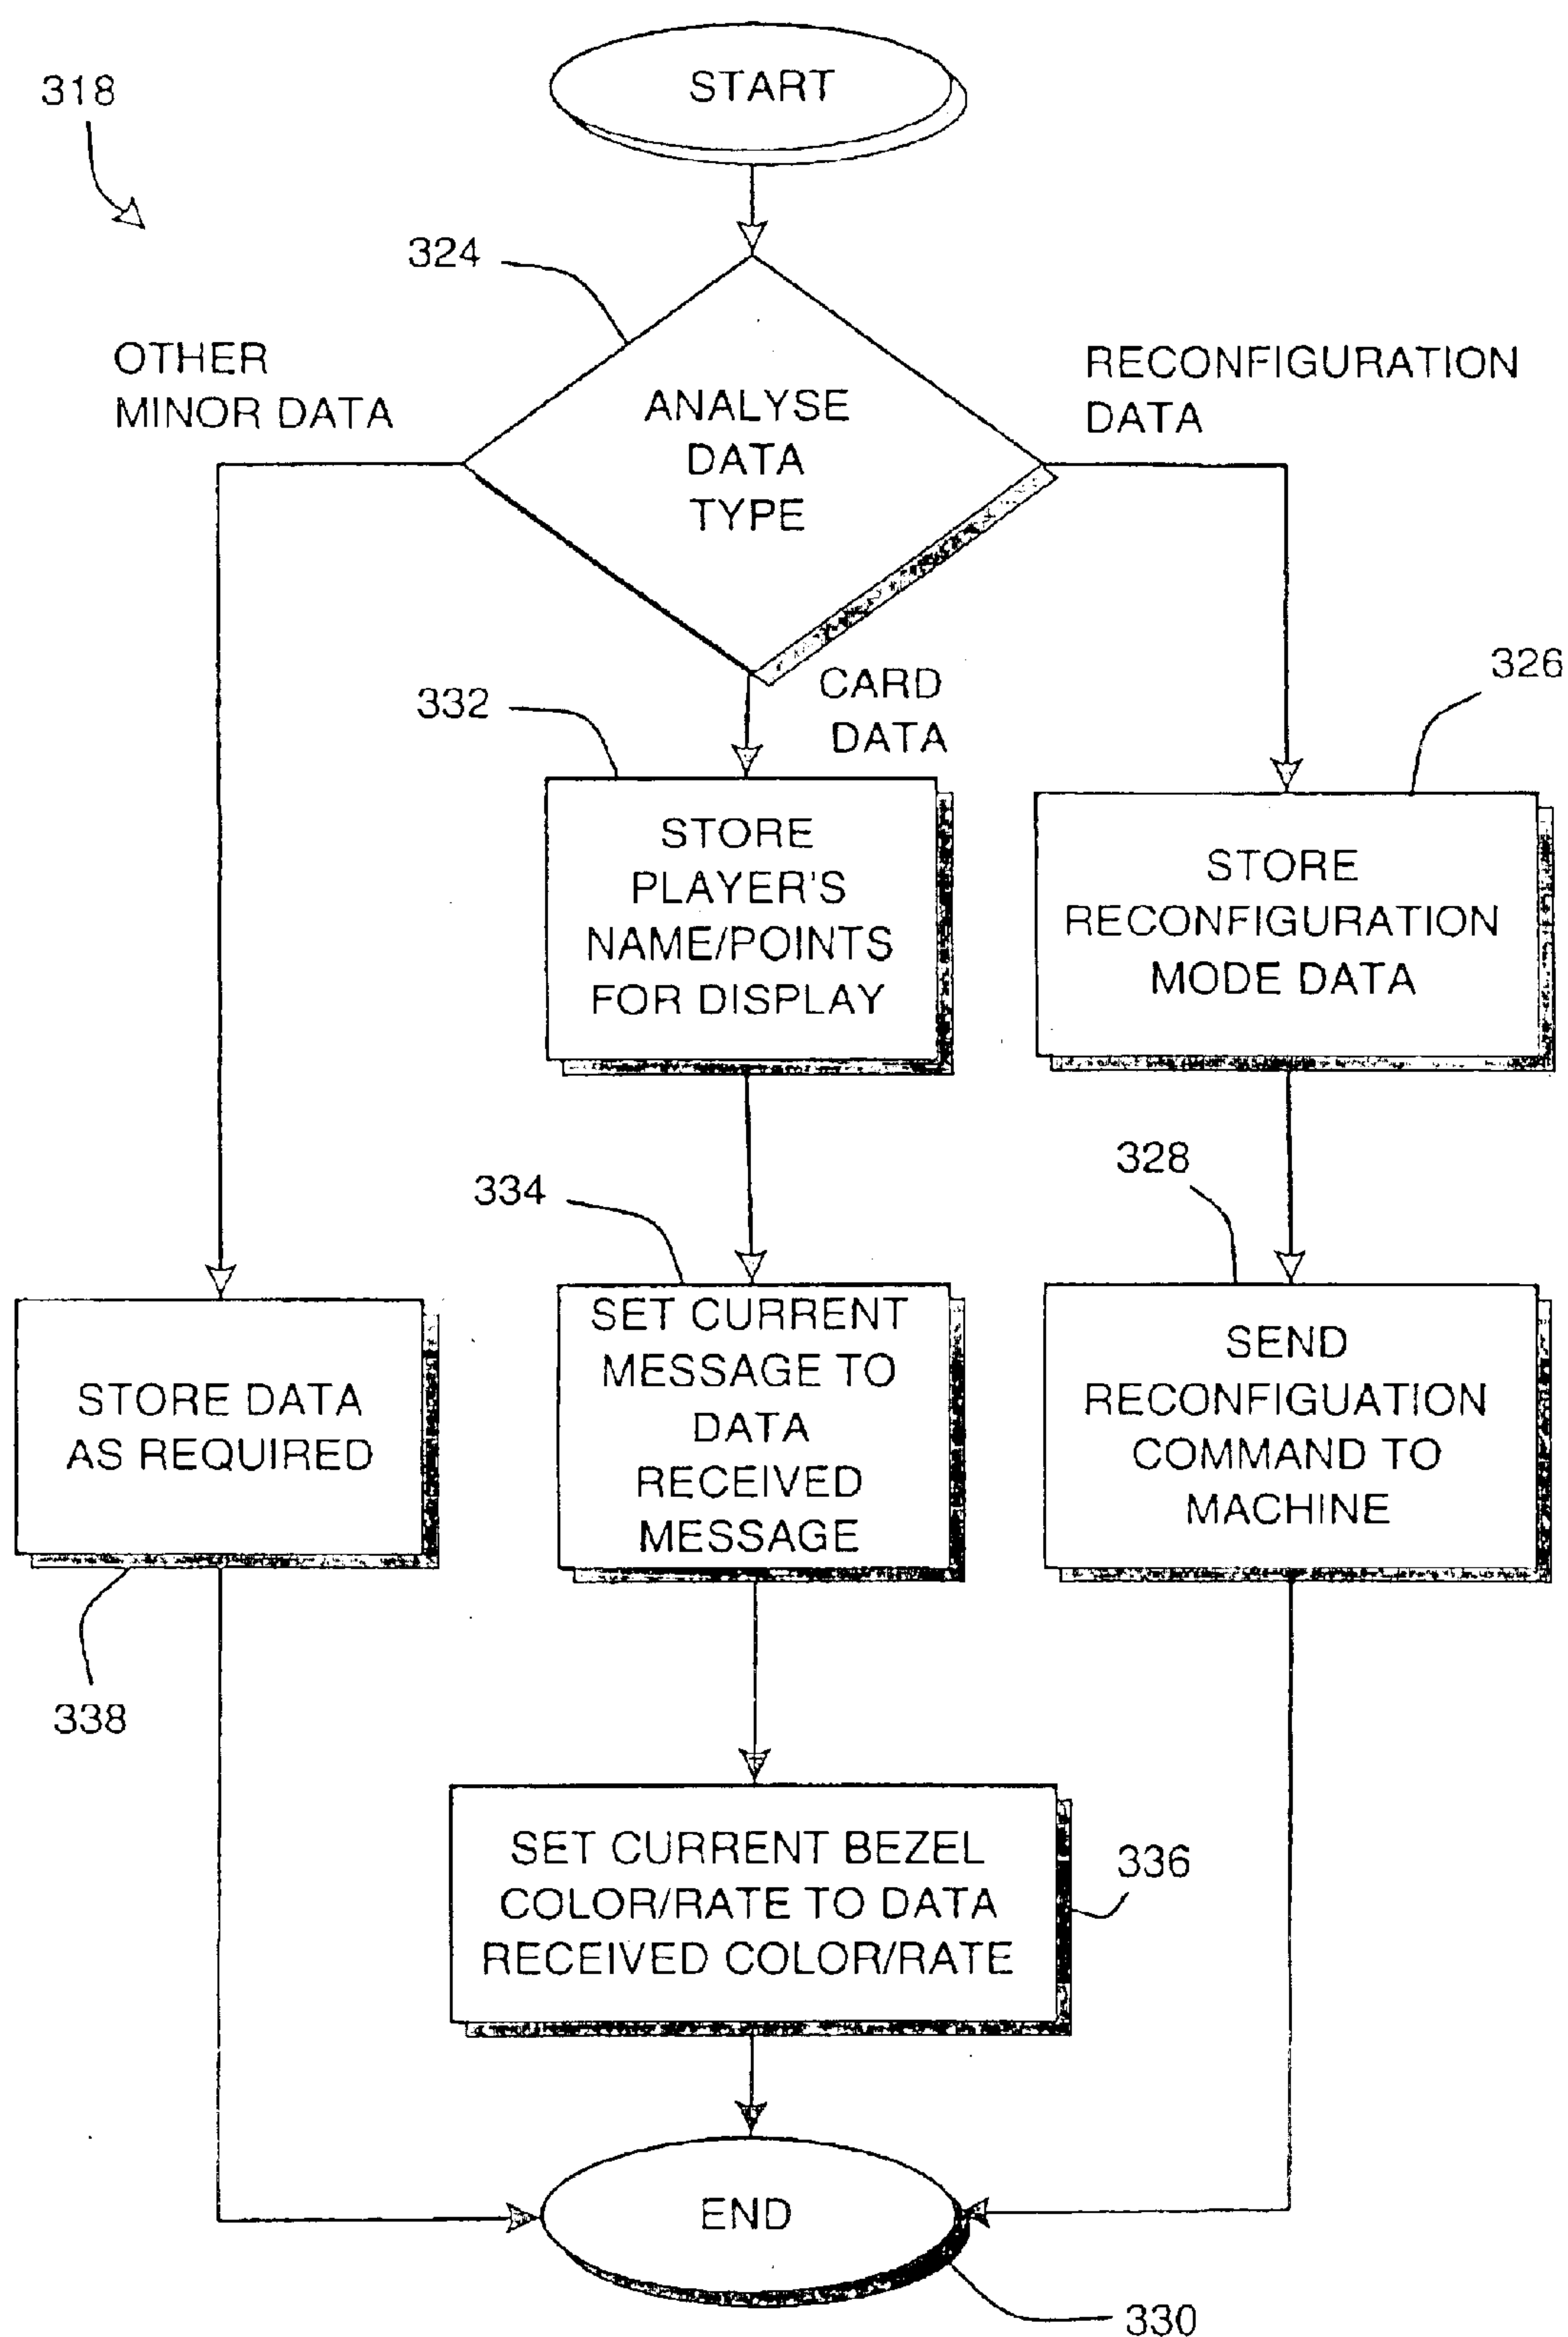 START
318
324
OTHER
MINOR DATA
RECONFIGURATION
DATA
ANALYSE
DATA
TYPE
CARD
DATA
332
326
STORE
PLAYER'S
NAME/POINTS
FOR DISPLAY
STORE
RECONFIGURATION
MODE DATA
334
328
STORE DATA
AS REQUIRED
SET CURRENT
MESSAGE TO
DATA
RECEIVED
MESSAGE
SEND
RECONFIGUATION
COMMAND TO
MACHINE
338
SET CURRENT BEZEL
COLOR/RATE TO DATA
RECEIVED COLOR/RATE
336
END
330